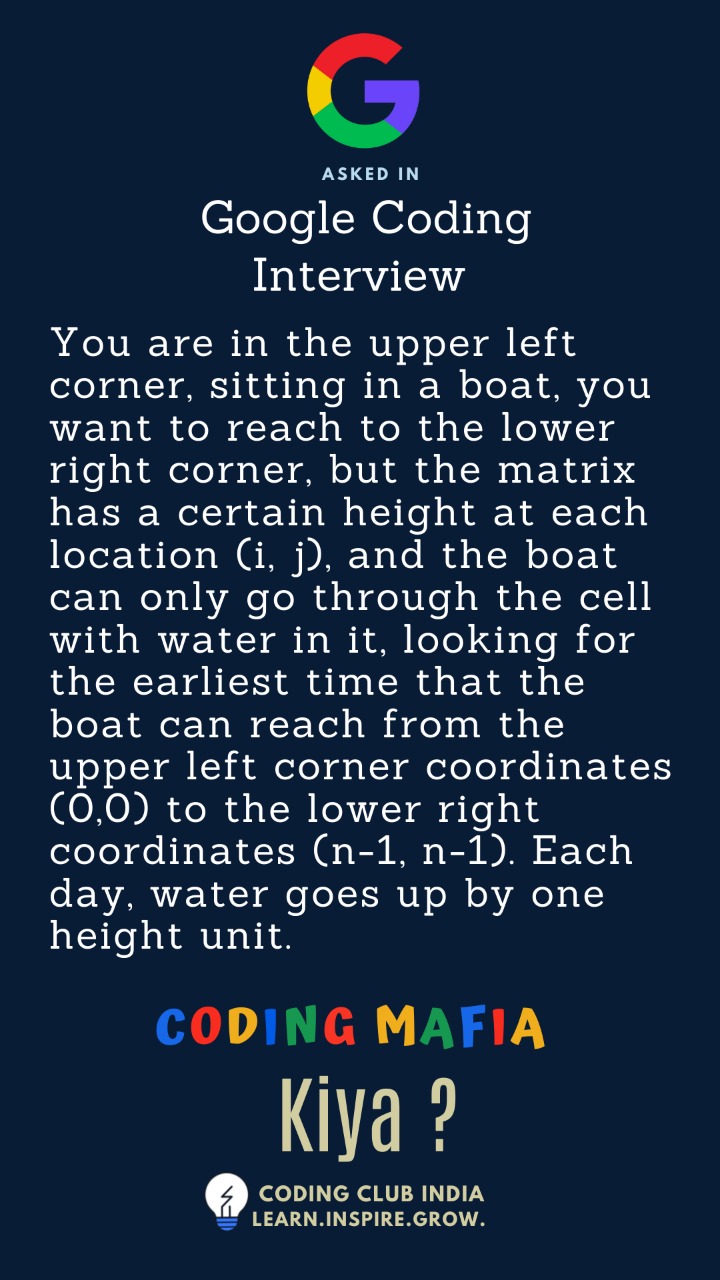 ASKED IN
Google Coding
Interview
You are in the upper left
corner, sitting in a boat, you
want to reach to the lower
right corner, but the matrix
has a certain height at each
location (i, j), and the boat
can only go through the cell
with water in it, looking for
the earliest time that the
boat can reach from the
upper left corner coordinates
(0,0) to the lower right
coordinates (n-1, n-1). Each
day, water goes up by one
height unit.
CODING MAFIA
Kiya ?
CODING CLUB INDIA
LEARN.INSPIRE.GROW.